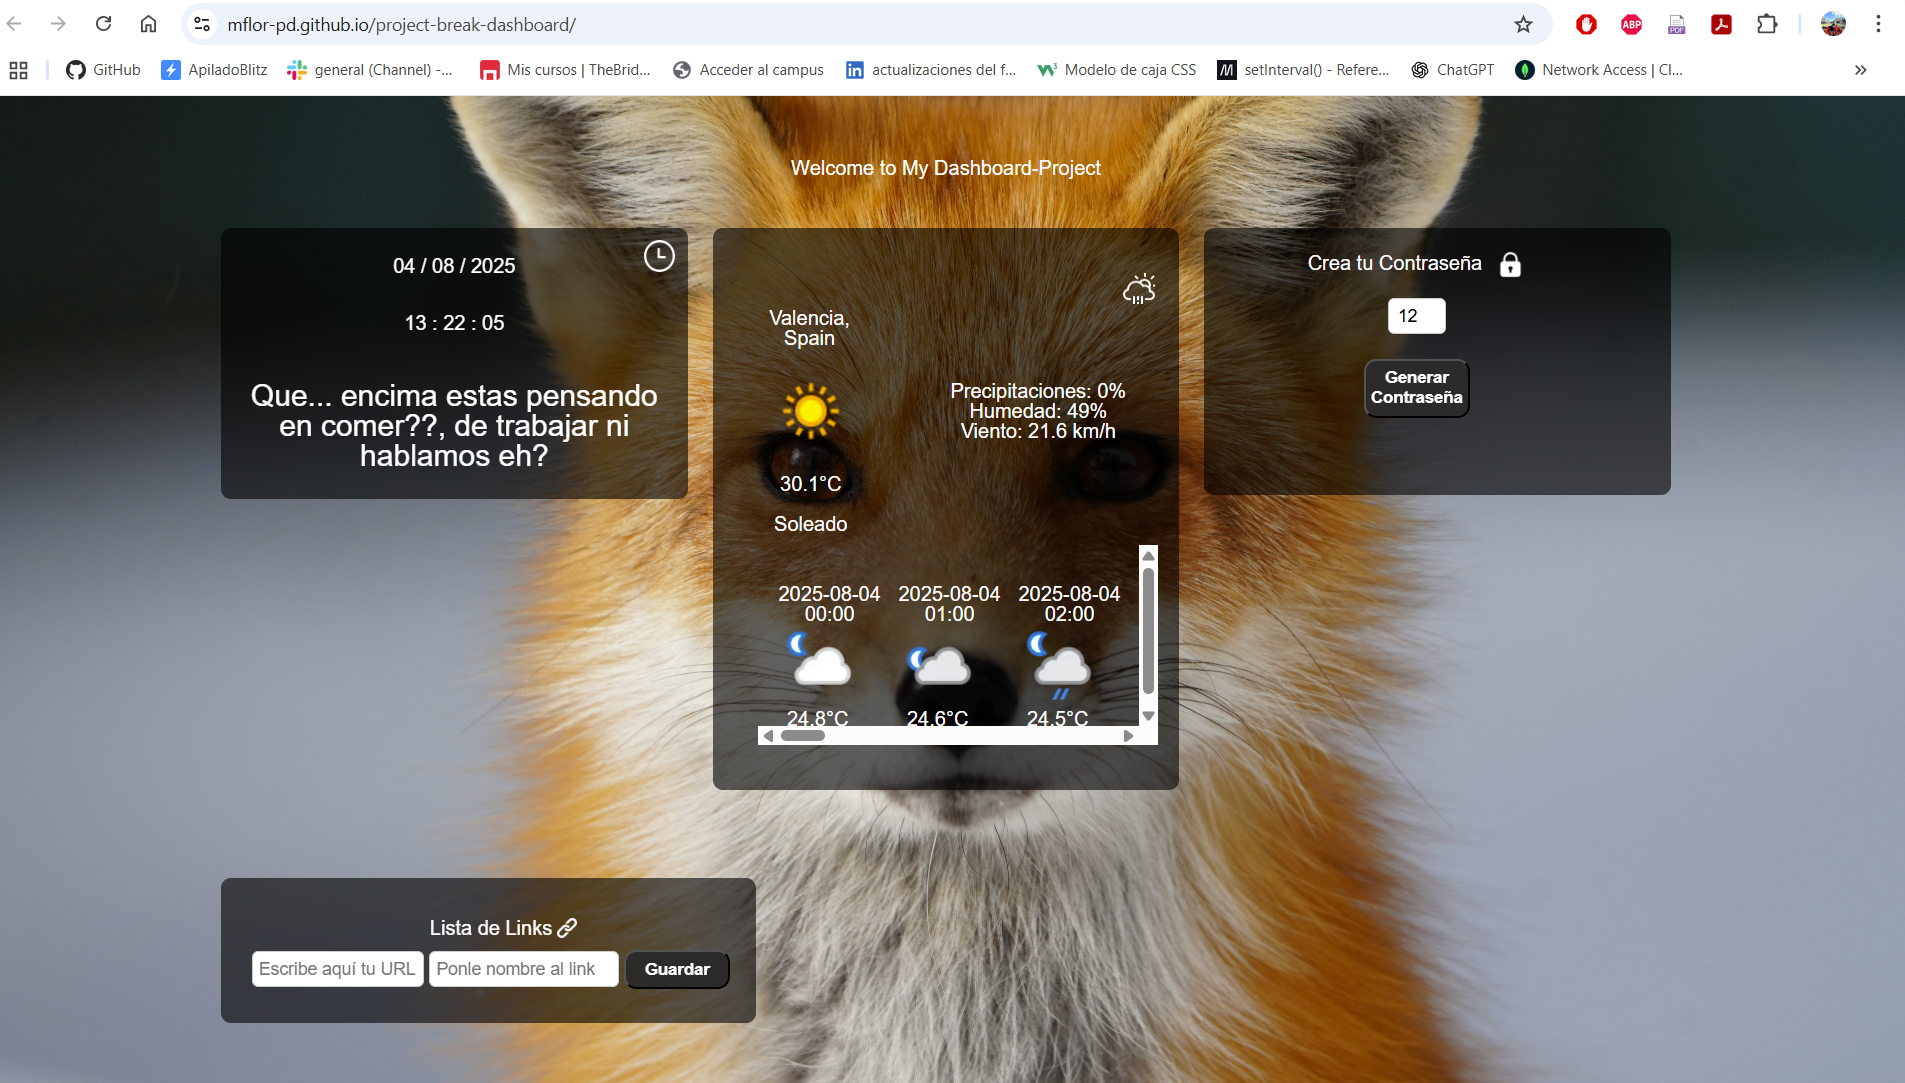 mflor-pd.github.io/project-break-dashboard/
GitHub
ApiladoBlitz
general (Channel) -...
Mis cursos | TheBrid...
Acceder al campus
actualizaciones del f...
Modelo de caja CSS
setInterval() - Refere...
ChatGPT
Network Access | Cl...
Welcome to My Dashboard-Project
04 / 08 / 2025
13 : 22 : 05
Que... encima estas pensando
en comer??, de trabajar ni
hablamos eh?
Valencia,
Spain
Precipitaciones: 0%
Humedad: 49%
Viento: 21.6 km/h
30.1°C
Soleado
2025-08-04 2025-08-04 2025-08-04
00:00 01:00 02:00
24.8°C 24.6°C 24.5°C
Crea tu Contraseña
12
Generar
Contraseña
Lista de Links
Escribe aquí tu URL
Ponle nombre al link
Guardar
ABP
PDF